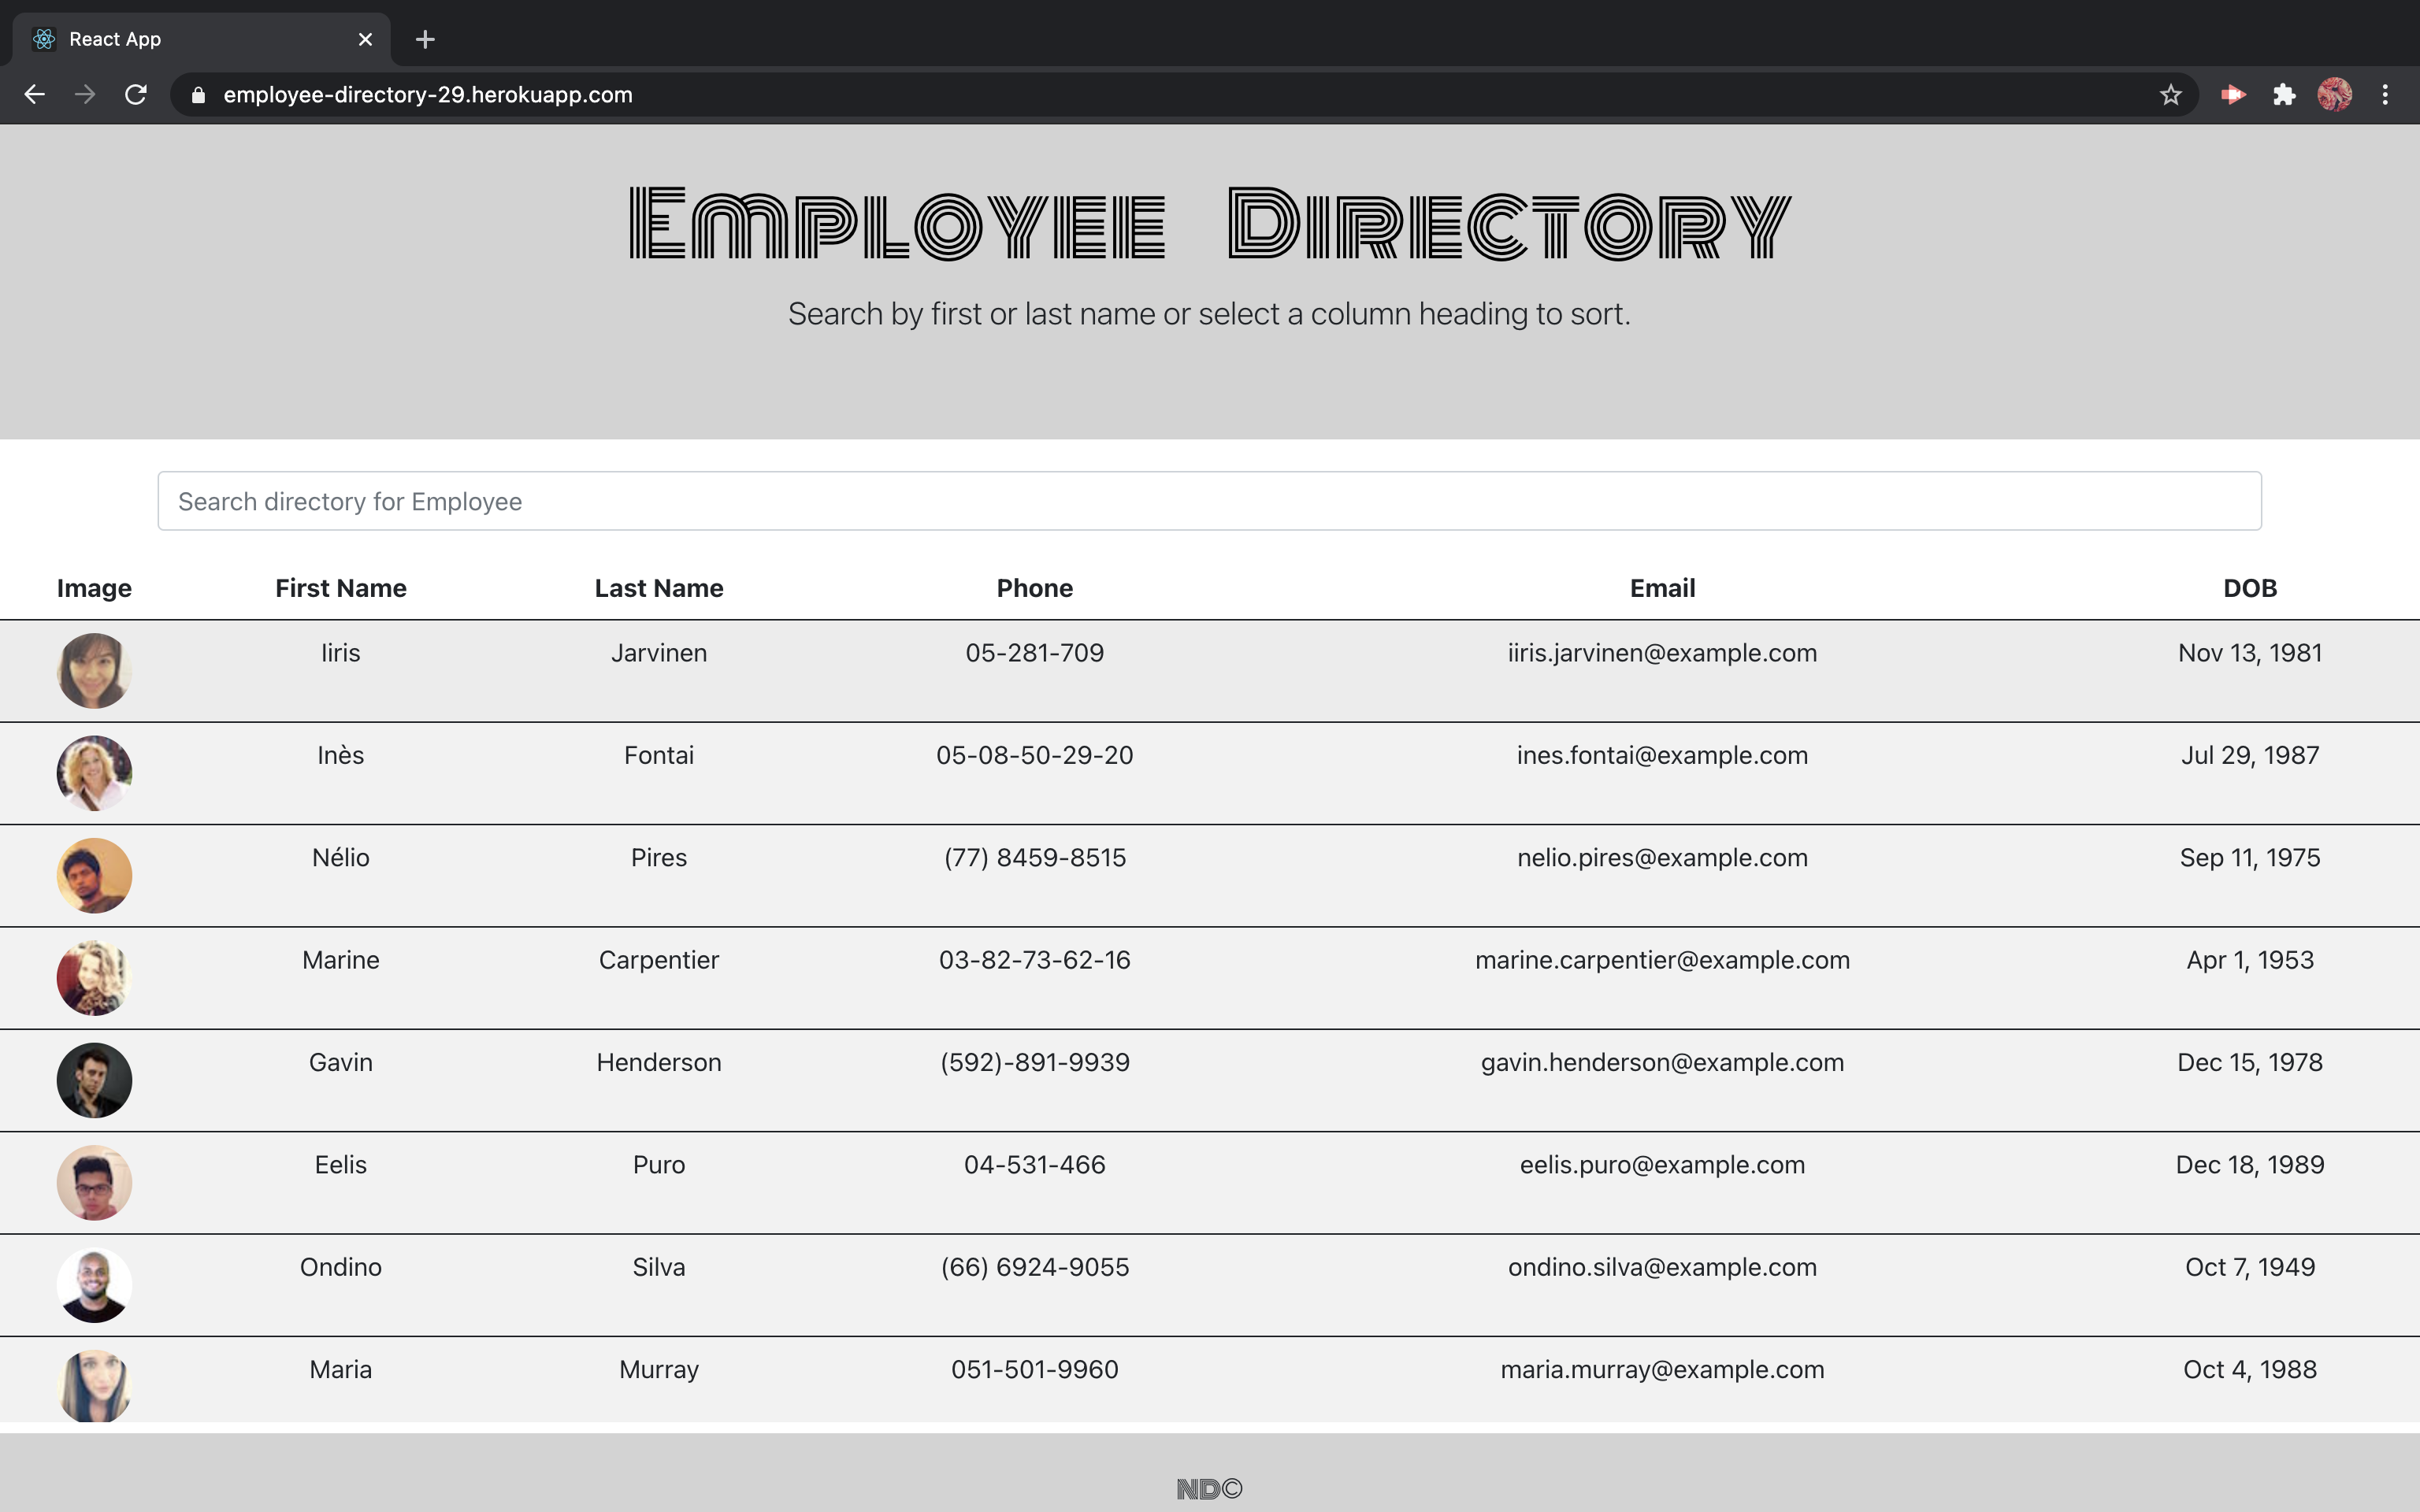 React App
employee-directory-29.herokuapp.com
Employee Directory
Search by first or last name or select a column heading to sort.
Search directory for Employee
Image First Name Last Name Phone Email DOB
Iiris Jarvinen 05-281-709 iiris.jarvinen@example.com Nov 13, 1981
Inès Fontai 05-08-50-29-20 ines.fontai@example.com Jul 29, 1987
Nélio Pires (77) 8459-8515 nelio.pires@example.com Sep 11, 1975
Marine Carpentier 03-82-73-62-16 marine.carpentier@example.com Apr 1, 1953
Gavin Henderson (592)-891-9939 gavin.henderson@example.com Dec 15, 1978
Eelis Puro 04-531-466 eelis.puro@example.com Dec 18, 1989
Ondino Silva (66) 6924-9055 ondino.silva@example.com Oct 7, 1949
Maria Murray 051-501-9960 maria.murray@example.com Oct 4, 1988
ND©